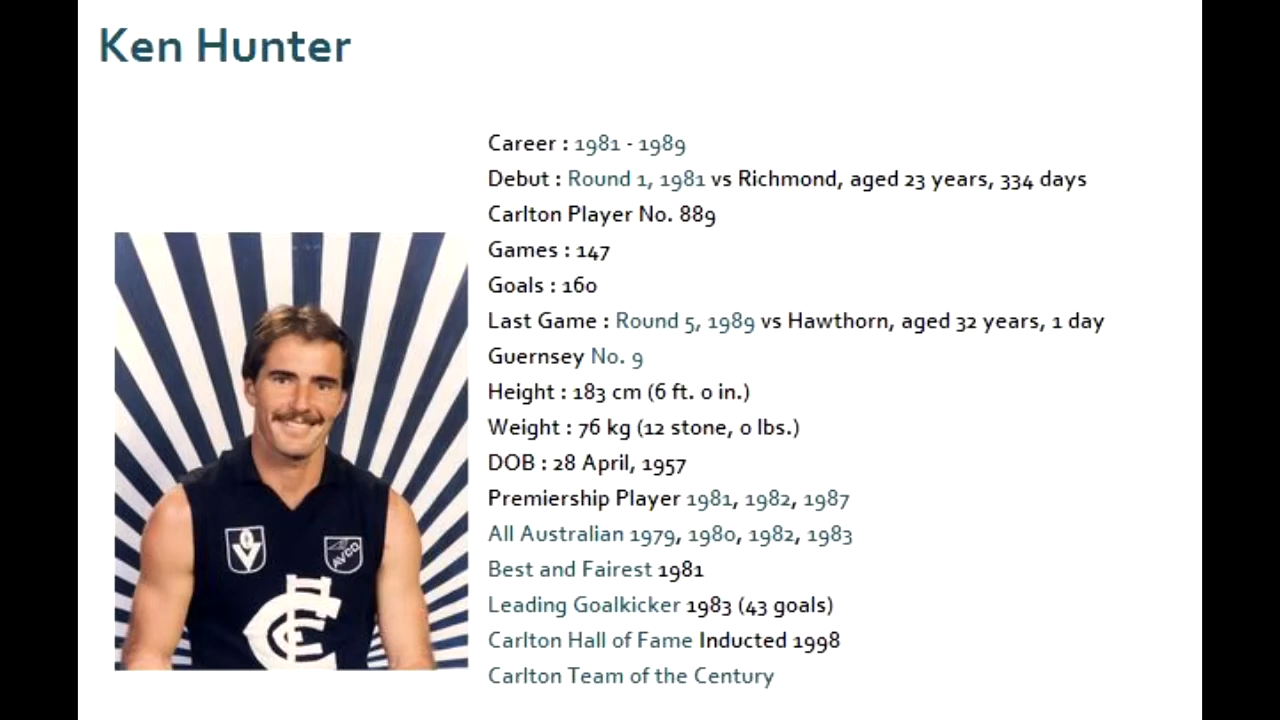 Ken Hunter
Career : 1981 - 1989
Debut : Round 1, 1981 vs Richmond, aged 23 years, 334 days
Carlton Player No. 889
Games : 147
Goals : 160
Last Game : Round 5, 1989 vs Hawthorn, aged 32 years, 1 day
Guernsey No. 9
Height : 183 cm (6 ft. 0 in.)
Weight : 76 kg (12 stone, 0 lbs.)
DOB : 28 April, 1957
Premiership Player 1981, 1982, 1987
All Australian 1979, 1980, 1982, 1983
Best and Fairest 1981
Leading Goalkicker 1983 (43 goals)
Carlton Hall of Fame Inducted 1998
Carlton Team of the Century
AVCO
CFC